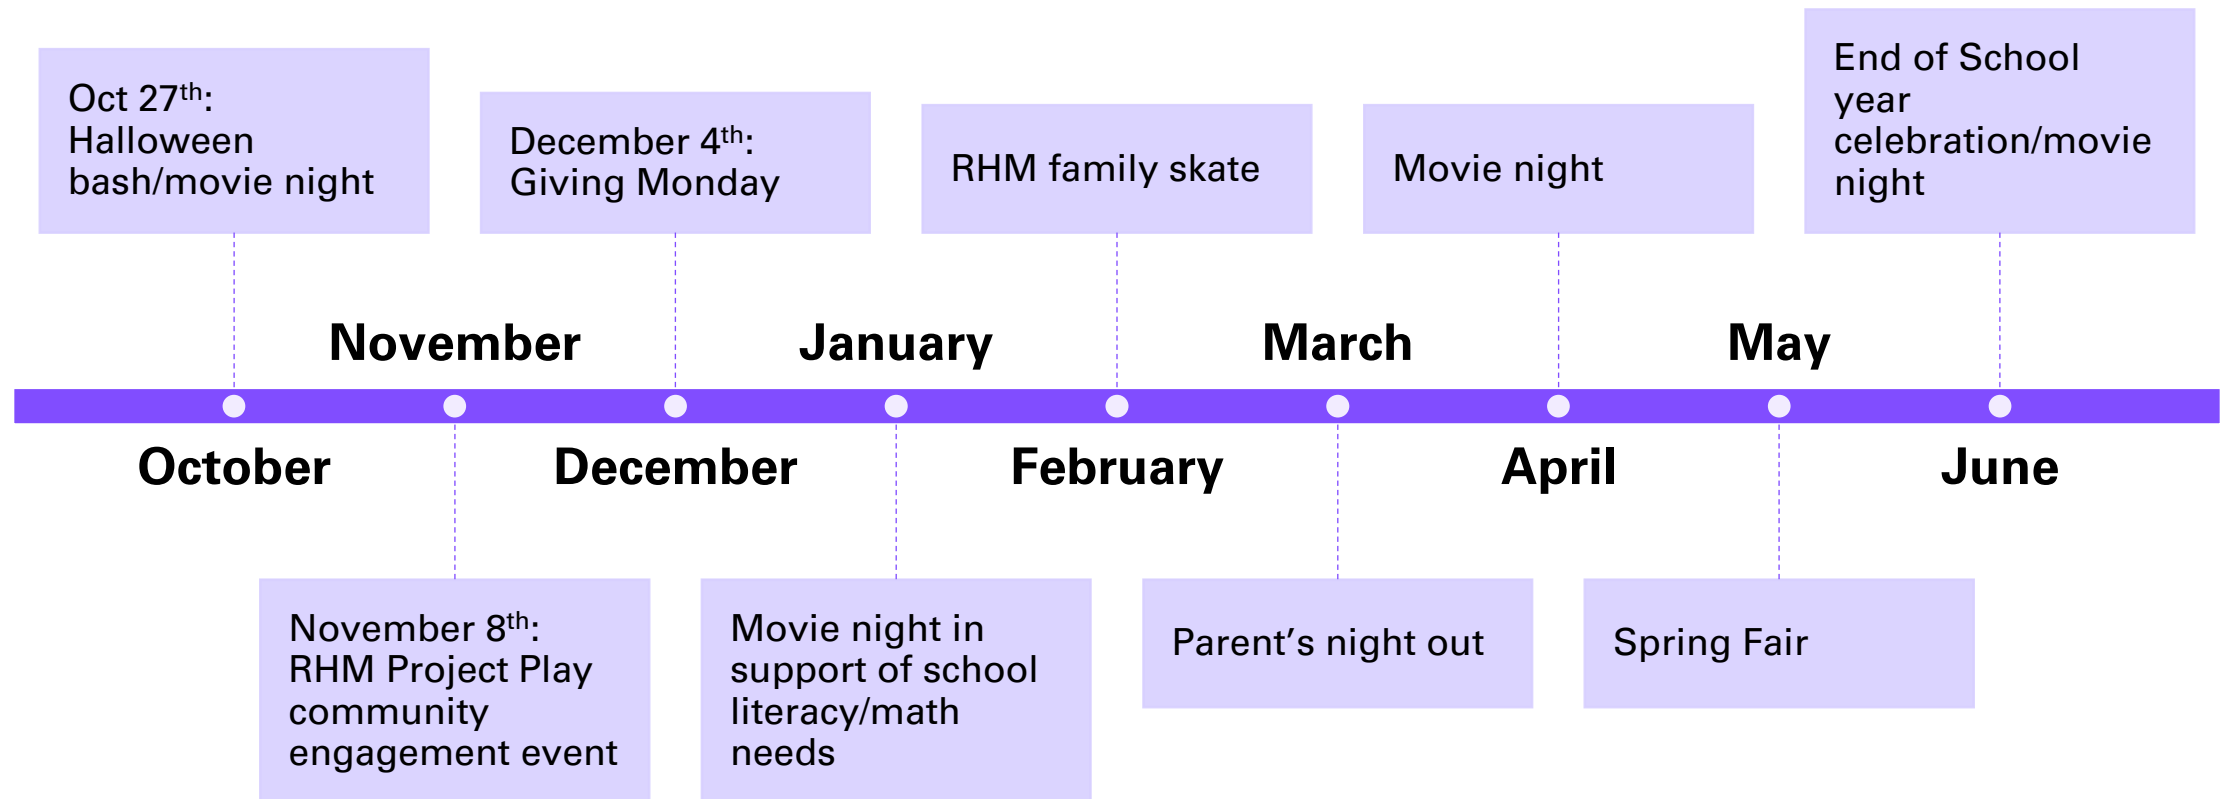 Oct 27th:
Halloween
bash/movie night
December 4th:
Giving Monday
RHM family skate
Movie night
End of School
year
celebration/movie
night
November
January
March
May
October
December
February
April
June
November 8th:
RHM Project Play
community
engagement event
Movie night in
support of school
literacy/math
needs
Parent’s night out
Spring Fair